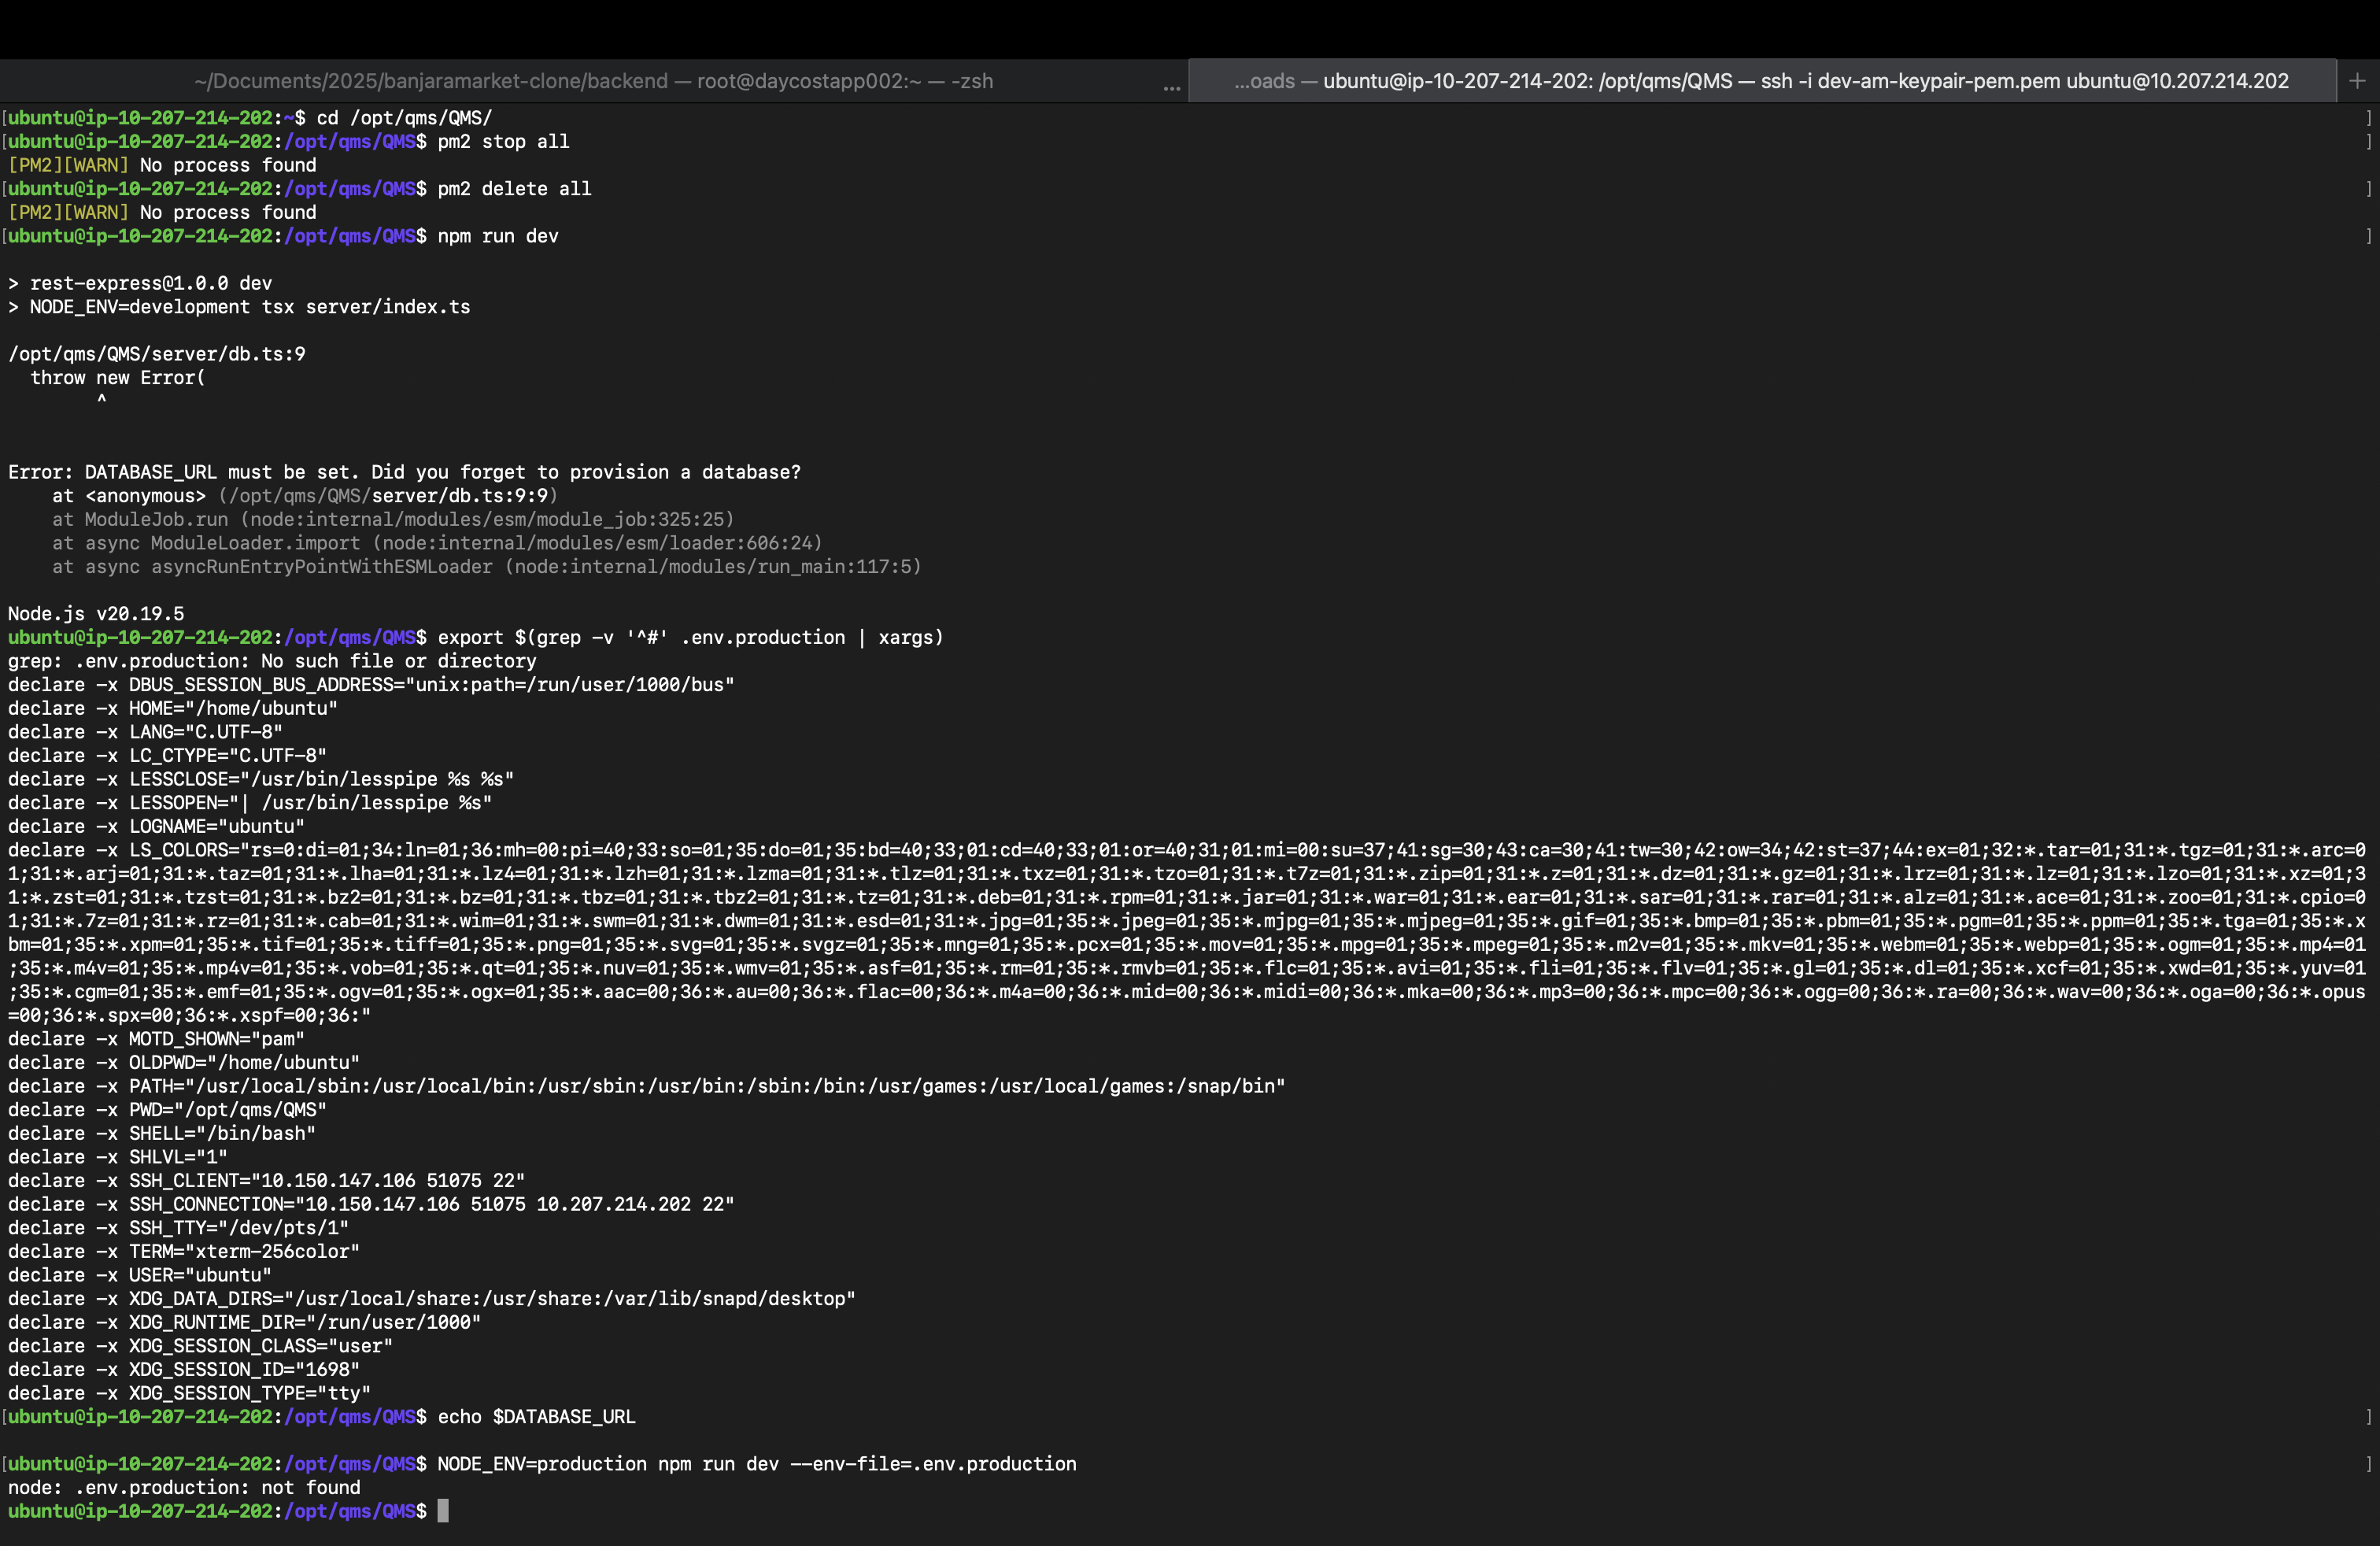 ~/Documents/2025/banjaramarket-clone/backend — root@daycostapp002:~ — -zsh
...
...oads — ubuntu@ip-10-207-214-202: /opt/qms/QMS — ssh -i dev-am-keypair-pem.pem ubuntu@10.207.214.202
+
[ubuntu@ip-10-207-214-202:~$ cd /opt/qms/QMS/ ]
[ubuntu@ip-10-207-214-202:/opt/qms/QMS$ pm2 stop all ]
[PM2][WARN] No process found
[ubuntu@ip-10-207-214-202:/opt/qms/QMS$ pm2 delete all ]
[PM2][WARN] No process found
[ubuntu@ip-10-207-214-202:/opt/qms/QMS$ npm run dev ]
> rest-express@1.0.0 dev
> NODE_ENV=development tsx server/index.ts
/opt/qms/QMS/server/db.ts:9
throw new Error(
^
Error: DATABASE_URL must be set. Did you forget to provision a database?
at <anonymous> (/opt/qms/QMS/server/db.ts:9:9)
at ModuleJob.run (node:internal/modules/esm/module_job:325:25)
at async ModuleLoader.import (node:internal/modules/esm/loader:606:24)
at async asyncRunEntryPointWithESMLoader (node:internal/modules/run_main:117:5)
Node.js v20.19.5
ubuntu@ip-10-207-214-202:/opt/qms/QMS$ export $(grep -v '^#' .env.production | xargs)
grep: .env.production: No such file or directory
declare -x DBUS_SESSION_BUS_ADDRESS="unix:path=/run/user/1000/bus"
declare -x HOME="/home/ubuntu"
declare -x LANG="C.UTF-8"
declare -x LC_CTYPE="C.UTF-8"
declare -x LESSCLOSE="/usr/bin/lesspipe %s %s"
declare -x LESSOPEN="| /usr/bin/lesspipe %s"
declare -x LOGNAME="ubuntu"
declare -x LS_COLORS="rs=0:di=01;34:ln=01;36:mh=00:pi=40;33:so=01;35:do=01;35:bd=40;33;01:cd=40;33;01:or=40;31;01:mi=00:su=37;41:sg=30;43:ca=30;41:tw=30;42:ow=34;42:st=37;44:ex=01;32:*.tar=01;31:*.tgz=01;31:*.arc=0
1;31:*.arj=01;31:*.taz=01;31:*.lha=01;31:*.lz4=01;31:*.lzh=01;31:*.lzma=01;31:*.tlz=01;31:*.txz=01;31:*.tzo=01;31:*.t7z=01;31:*.zip=01;31:*.z=01;31:*.dz=01;31:*.gz=01;31:*.lrz=01;31:*.lz=01;31:*.lzo=01;31:*.xz=01;3
1:*.zst=01;31:*.tzst=01;31:*.bz2=01;31:*.bz=01;31:*.tbz=01;31:*.tbz2=01;31:*.tz=01;31:*.deb=01;31:*.rpm=01;31:*.jar=01;31:*.war=01;31:*.ear=01;31:*.sar=01;31:*.rar=01;31:*.alz=01;31:*.ace=01;31:*.zoo=01;31:*.cpio=0
1;31:*.7z=01;31:*.rz=01;31:*.cab=01;31:*.wim=01;31:*.swm=01;31:*.dwm=01;31:*.esd=01;31:*.jpg=01;35:*.jpeg=01;35:*.mjpg=01;35:*.mjpeg=01;35:*.gif=01;35:*.bmp=01;35:*.pbm=01;35:*.pgm=01;35:*.ppm=01;35:*.tga=01;35:*.x
bm=01;35:*.xpm=01;35:*.tif=01;35:*.tiff=01;35:*.png=01;35:*.svg=01;35:*.svgz=01;35:*.mng=01;35:*.pcx=01;35:*.mov=01;35:*.mpg=01;35:*.mpeg=01;35:*.m2v=01;35:*.mkv=01;35:*.webm=01;35:*.webp=01;35:*.ogm=01;35:*.mp4=01
;35:*.m4v=01;35:*.mp4v=01;35:*.vob=01;35:*.qt=01;35:*.nuv=01;35:*.wmv=01;35:*.asf=01;35:*.rm=01;35:*.rmvb=01;35:*.flc=01;35:*.avi=01;35:*.fli=01;35:*.flv=01;35:*.gl=01;35:*.dl=01;35:*.xcf=01;35:*.xwd=01;35:*.yuv=01
;35:*.cgm=01;35:*.emf=01;35:*.ogv=01;35:*.ogx=01;35:*.aac=00;36:*.au=00;36:*.flac=00;36:*.m4a=00;36:*.mid=00;36:*.midi=00;36:*.mka=00;36:*.mp3=00;36:*.mpc=00;36:*.ogg=00;36:*.ra=00;36:*.wav=00;36:*.oga=00;36:*.opus
=00;36:*.spx=00;36:*.xspf=00;36:"
declare -x MOTD_SHOWN="pam"
declare -x OLDPWD="/home/ubuntu"
declare -x PATH="/usr/local/sbin:/usr/local/bin:/usr/sbin:/usr/bin:/sbin:/bin:/usr/games:/usr/local/games:/snap/bin"
declare -x PWD="/opt/qms/QMS"
declare -x SHELL="/bin/bash"
declare -x SHLVL="1"
declare -x SSH_CLIENT="10.150.147.106 51075 22"
declare -x SSH_CONNECTION="10.150.147.106 51075 10.207.214.202 22"
declare -x SSH_TTY="/dev/pts/1"
declare -x TERM="xterm-256color"
declare -x USER="ubuntu"
declare -x XDG_DATA_DIRS="/usr/local/share:/usr/share:/var/lib/snapd/desktop"
declare -x XDG_RUNTIME_DIR="/run/user/1000"
declare -x XDG_SESSION_CLASS="user"
declare -x XDG_SESSION_ID="1698"
declare -x XDG_SESSION_TYPE="tty"
[ubuntu@ip-10-207-214-202:/opt/qms/QMS$ echo $DATABASE_URL ]
[ubuntu@ip-10-207-214-202:/opt/qms/QMS$ NODE_ENV=production npm run dev --env-file=.env.production ]
node: .env.production: not found
ubuntu@ip-10-207-214-202:/opt/qms/QMS$